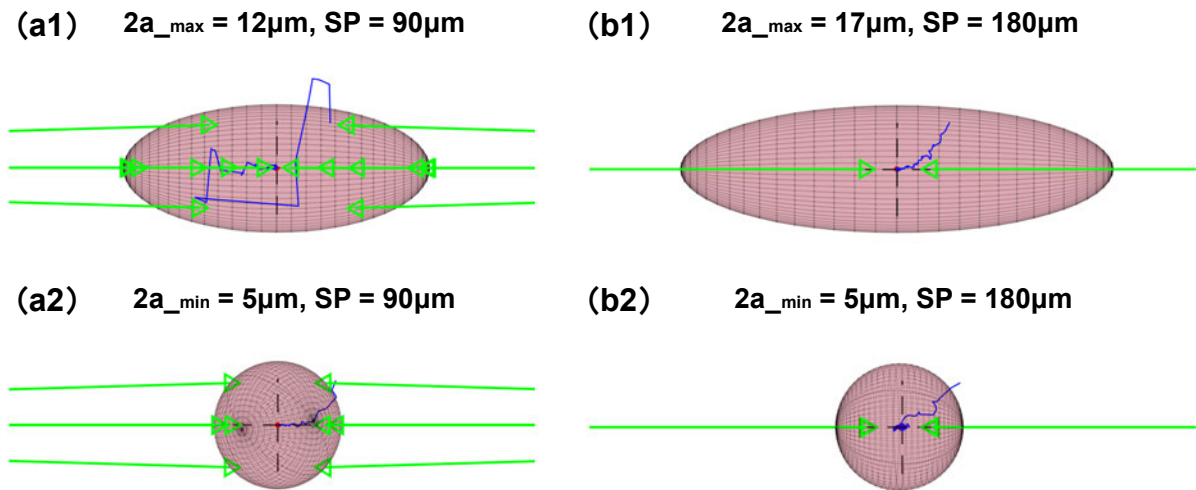 (a1) 2a_max = 12μm, SP = 90μm
(b1) 2a_max = 17μm, SP = 180μm
(a2) 2a_min = 5μm, SP = 90μm
(b2) 2a_min = 5μm, SP = 180μm